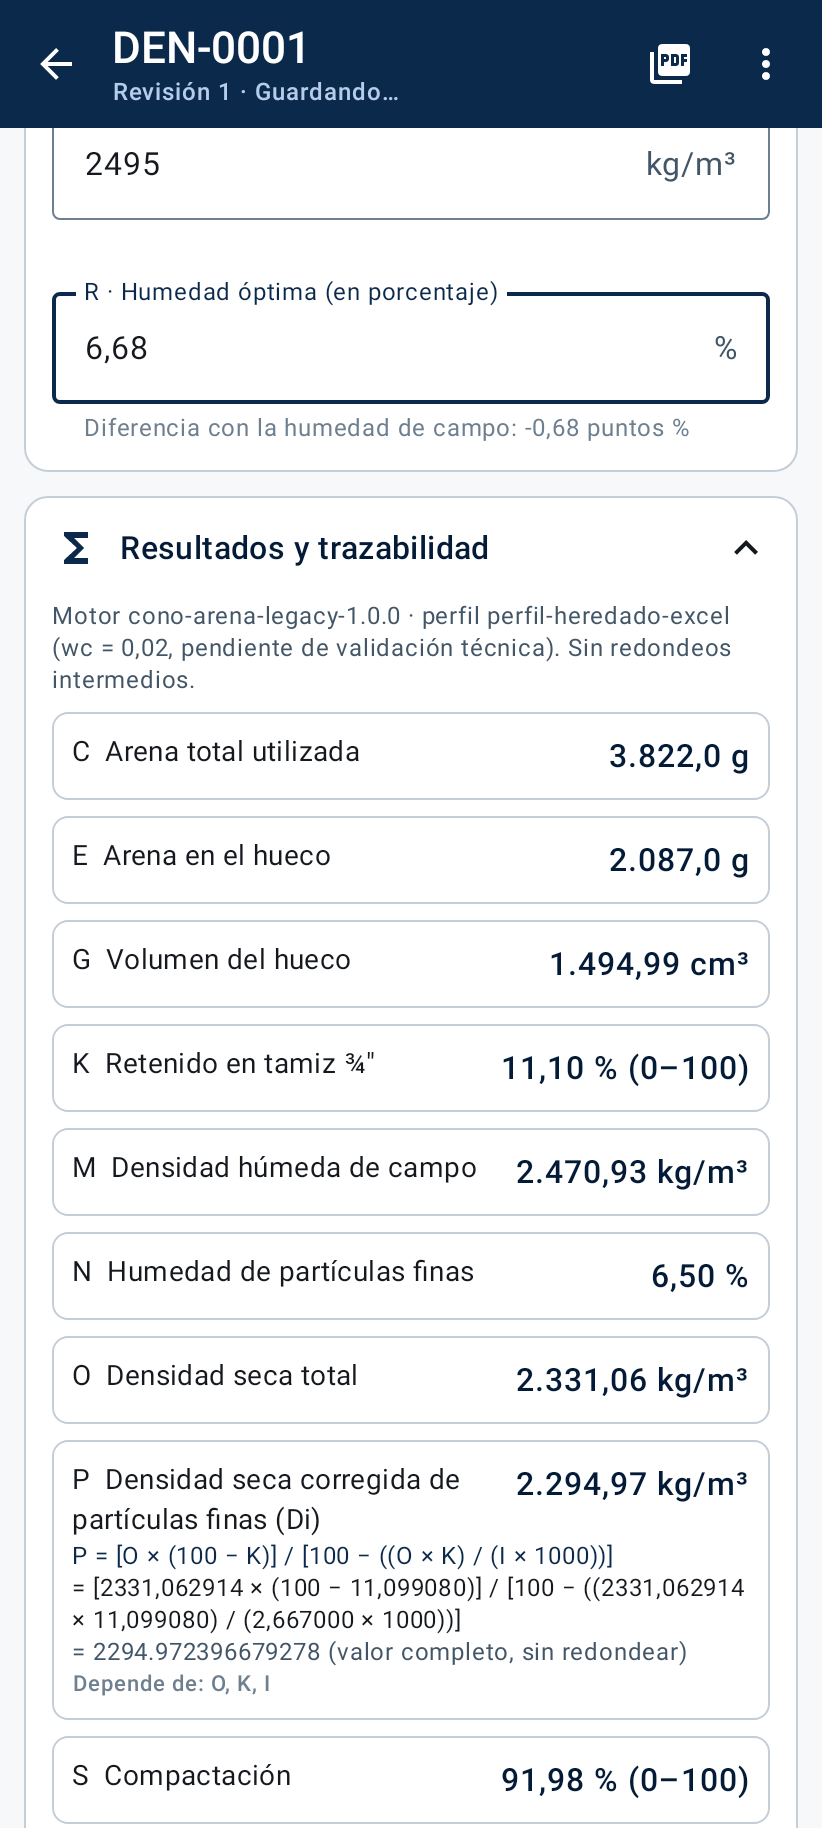 DEN-0001
PDF
Revisión 1 · Guardando...
2495 kg/m³
R · Humedad óptima (en porcentaje)
6,68 %
Diferencia con la humedad de campo: -0,68 puntos %
Σ Resultados y trazabilidad
Motor cono-arena-legacy-1.0.0 · perfil perfil-heredado-excel
(wc = 0,02, pendiente de validación técnica). Sin redondeos
intermedios.
C Arena total utilizada 3.822,0 g
E Arena en el hueco 2.087,0 g
G Volumen del hueco 1.494,99 cm³
K Retenido en tamiz ¾" 11,10 % (0–100)
M Densidad húmeda de campo 2.470,93 kg/m³
N Humedad de partículas finas 6,50 %
O Densidad seca total 2.331,06 kg/m³
P Densidad seca corregida de 2.294,97 kg/m³
partículas finas (Di)
P = [O × (100 − K)] / [100 − ((O × K) / (I × 1000))]
= [2331,062914 × (100 − 11,099080)] / [100 − ((2331,062914
× 11,099080) / (2,667000 × 1000))]
= 2294.972396679278 (valor completo, sin redondear)
Depende de: O, K, I
S Compactación 91,98 % (0–100)